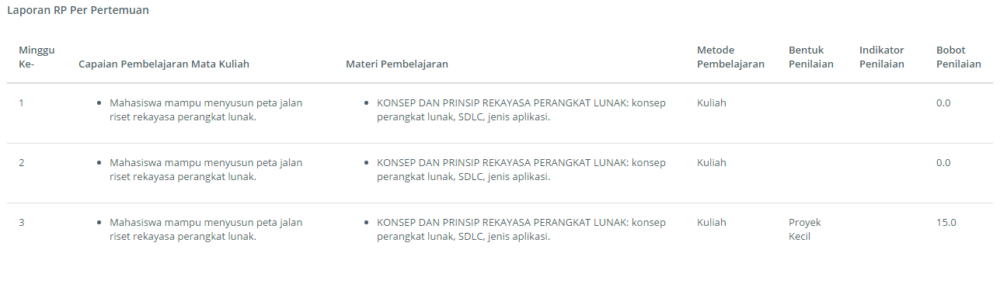 Laporan RP Per Pertemuan
Minggu Ke- Capaian Pembelajaran Mata Kuliah Materi Pembelajaran Metode Pembelajaran Bentuk Penilaian Indikator Penilaian Bobot Penilaian
1
• Mahasiswa mampu menyusun peta jalan
riset rekayasa perangkat lunak.
• KONSEP DAN PRINSIP REKAYASA PERANGKAT LUNAK: konsep
perangkat lunak, SDLC, jenis aplikasi.
Kuliah
0.0
2
• Mahasiswa mampu menyusun peta jalan
riset rekayasa perangkat lunak.
• KONSEP DAN PRINSIP REKAYASA PERANGKAT LUNAK: konsep
perangkat lunak, SDLC, jenis aplikasi.
Kuliah
0.0
3
• Mahasiswa mampu menyusun peta jalan
riset rekayasa perangkat lunak.
• KONSEP DAN PRINSIP REKAYASA PERANGKAT LUNAK: konsep
perangkat lunak, SDLC, jenis aplikasi.
Kuliah
Proyek
Kecil
15.0